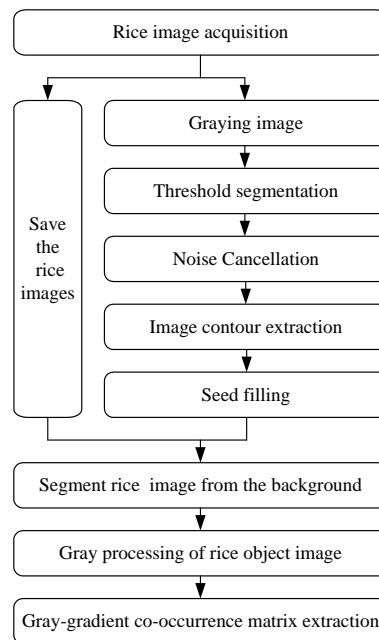 Rice image acquisition
Graying image
Threshold segmentation
Save
the
rice
images
Noise Cancellation
Image contour extraction
Seed filling
Segment rice image from the background
Gray processing of rice object image
Gray-gradient co-occurrence matrix extraction